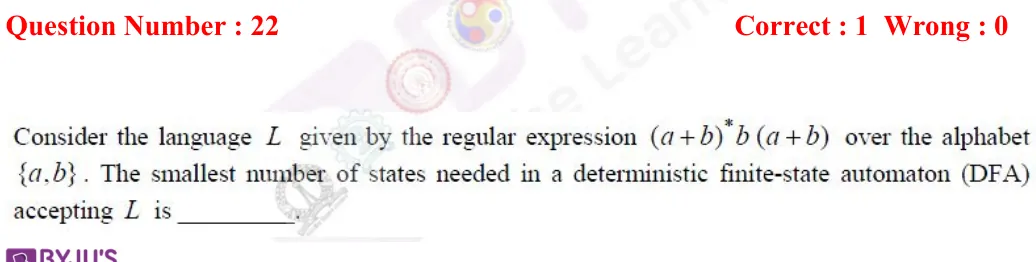 Question Number : 22 Correct : 1 Wrong : 0
Consider the language L given by the regular expression (a+b)*b(a+b) over the alphabet
{a,b}. The smallest number of states needed in a deterministic finite-state automaton (DFA)
accepting L is __________.
BYJU'S